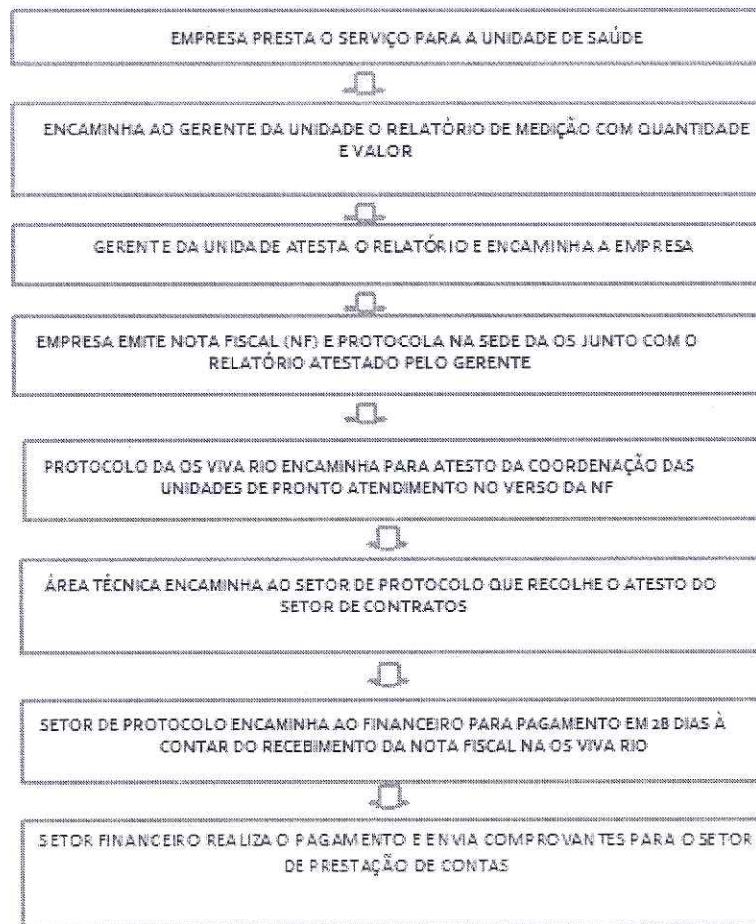 EMPRESA PRESTA O SERVIÇO PARA A UNIDADE DE SAÚDE
ENCAMINHA AO GERENTE DA UNIDADE O RELATÓRIO DE MEDIÇÃO COM QUANTIDADE
E VALOR
GERENTE DA UNIDADE ATESTA O RELATÓRIO E ENCAMINHA A EMPRESA
EMPRESA EMITE NOTA FISCAL (NF) E PROTOCOLA NA SEDE DA OS JUNTO COM O
RELATÓRIO ATESTADO PELO GERENTE
PROTOCOLO DA OS VIVA RIO ENCAMINHA PARA ATESTO DA COORDENAÇÃO DAS
UNIDADES DE PRONTO ATENDIMENTO NO VERSO DA NF
ÁREA TÉCNICA ENCAMINHA AO SETOR DE PROTOCOLO QUE RECOLHE O ATESTO DO
SETOR DE CONTRATOS
SETOR DE PROTOCOLO ENCAMINHA AO FINANCEIRO PARA PAGAMENTO EM 28 DIAS À
CONTAR DO RECEBIMENTO DA NOTA FISCAL NA OS VIVA RIO
SETOR FINANCEIRO REALIZA O PAGAMENTO E ENVIA COMPROVANTES PARA O SETOR
DE PRESTAÇÃO DE CONTAS